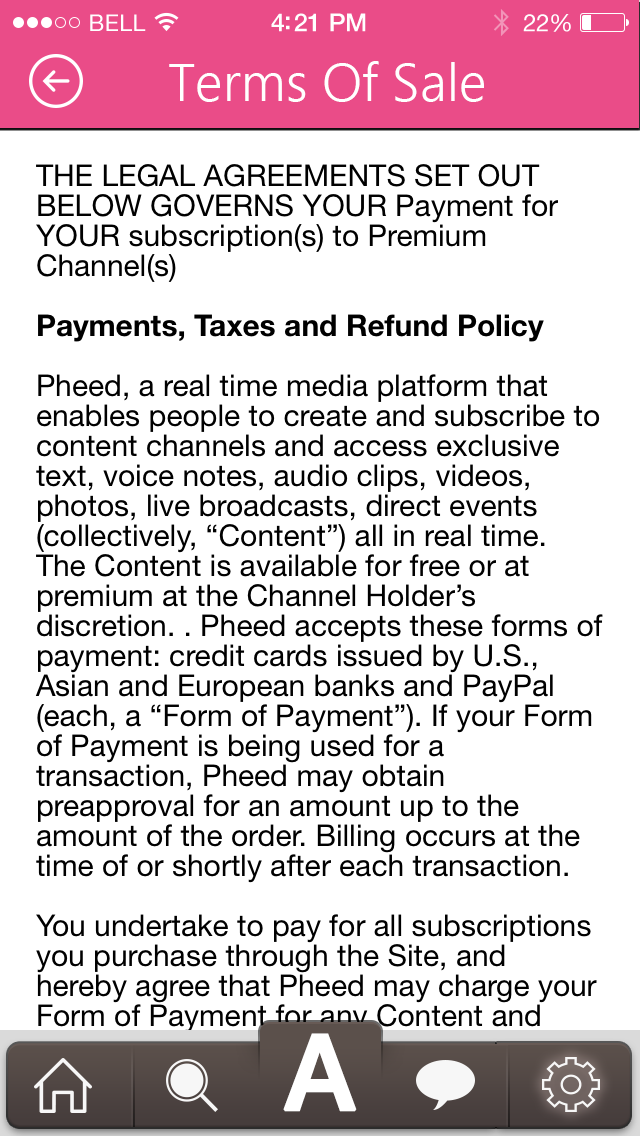 BELL 4:21 PM 22%
Terms Of Sale
THE LEGAL AGREEMENTS SET OUT
BELOW GOVERNS YOUR Payment for
YOUR subscription(s) to Premium
Channel(s)
Payments, Taxes and Refund Policy
Pheed, a real time media platform that
enables people to create and subscribe to
content channels and access exclusive
text, voice notes, audio clips, videos,
photos, live broadcasts, direct events
(collectively, “Content”) all in real time.
The Content is available for free or at
premium at the Channel Holder’s
discretion. . Pheed accepts these forms of
payment: credit cards issued by U.S.,
Asian and European banks and PayPal
(each, a “Form of Payment”). If your Form
of Payment is being used for a
transaction, Pheed may obtain
preapproval for an amount up to the
amount of the order. Billing occurs at the
time of or shortly after each transaction.
You undertake to pay for all subscriptions
you purchase through the Site, and
hereby agree that Pheed may charge your
Form of Payment for any Content and
A